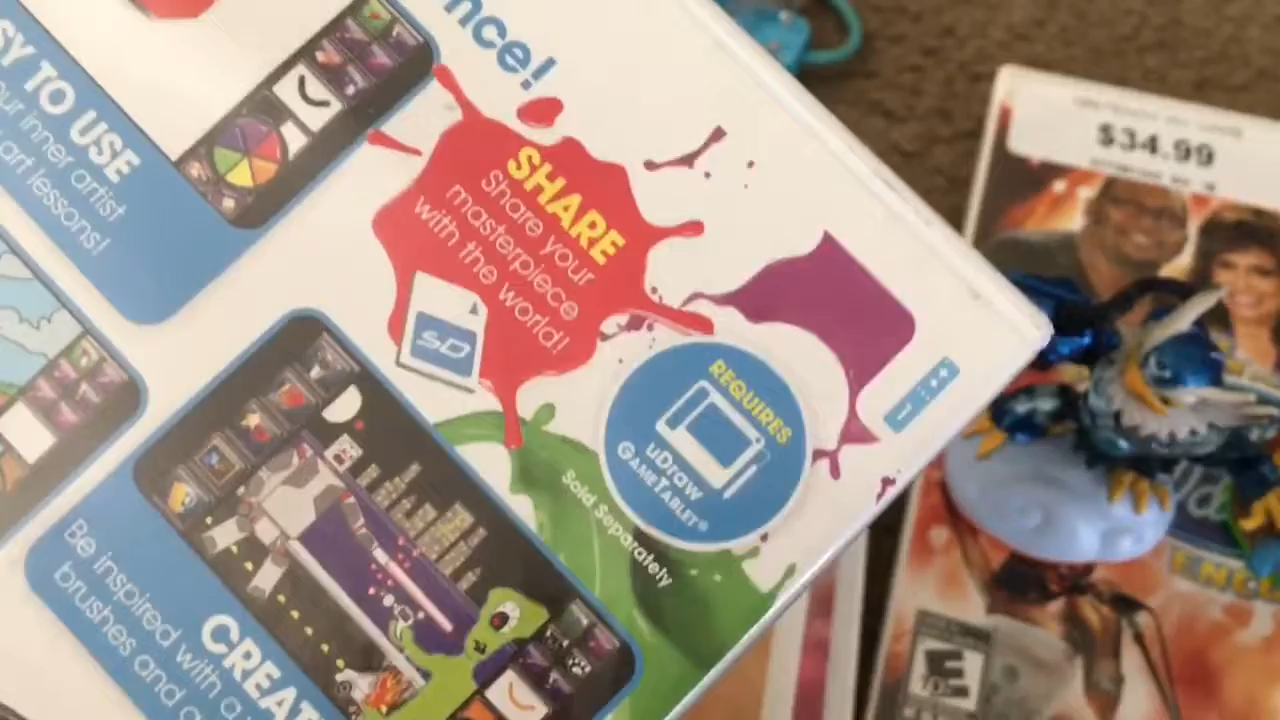 nce!
SY TO USE
our inner artist
art lessons!
SHARE
Share your
masterpiece
with the world!
SD
REQUIRES
uDraw
GAMETABLET®
Sold Separately
Be inspired with a
brushes and
CREAT
$34.99
E